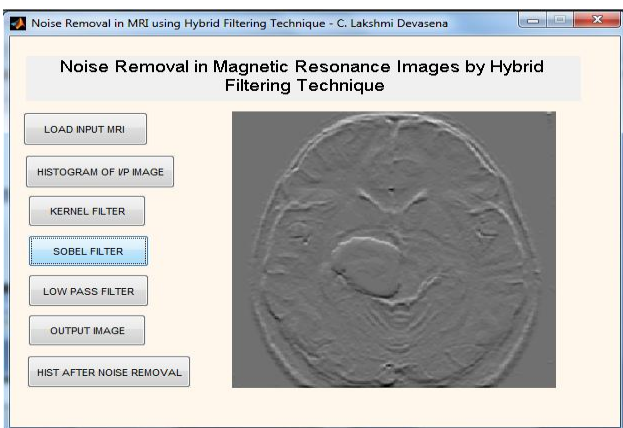 Noise Removal in MRI using Hybrid Filtering Technique - C. Lakshmi Devasena
Noise Removal in Magnetic Resonance Images by Hybrid
Filtering Technique
LOAD INPUT MRI
HISTOGRAM OF I/P IMAGE
KERNEL FILTER
SOBEL FILTER
LOW PASS FILTER
OUTPUT IMAGE
HIST AFTER NOISE REMOVAL